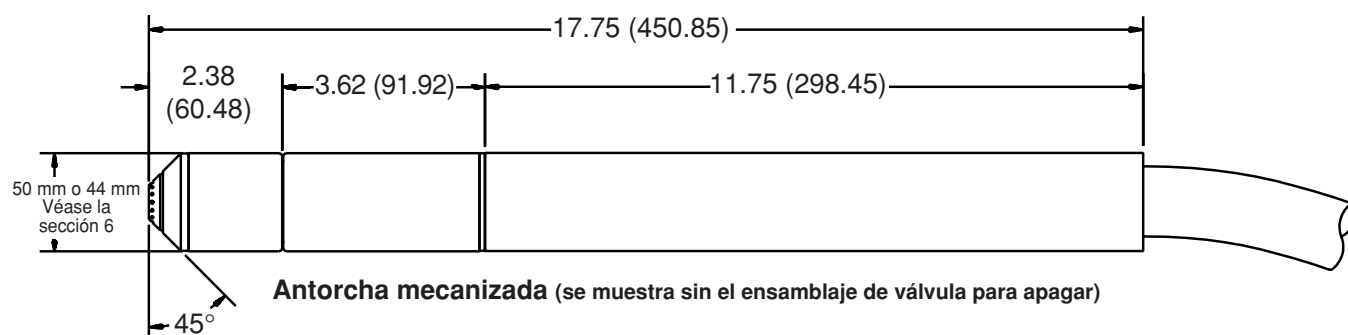 17.75 (450.85)
2.38
(60.48)
3.62 (91.92)
11.75 (298.45)
50 mm o 44 mm
Véase la
sección 6
Antorcha mecanizada (se muestra sin el ensamblaje de válvula para apagar)
45°